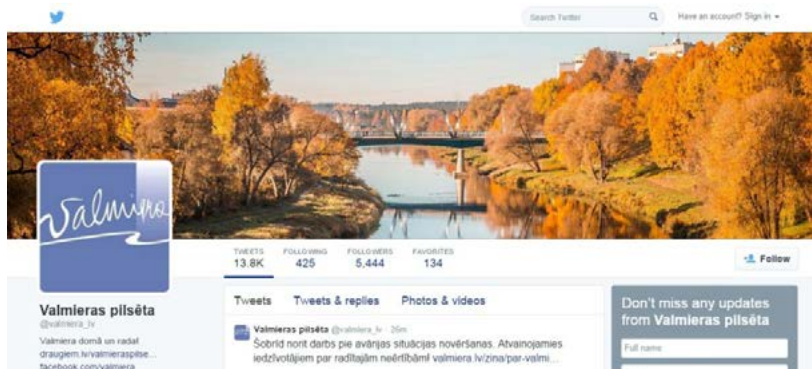 Search Twitter
Have an account? Sign in
Valmiera
TWEETS FOLLOWING FOLLOWERS FAVORITES
13.8K 425 5,444 134
Follow
Valmieras pilsēta
@valmiera_lv
Valmiera domā un rada!
draugiem.lv/valmieraspilse...
facebook.com/valmiera
Tweets Tweets & replies Photos & videos
Valmieras pilsēta @valmiera_lv · 26m
Šobrīd norit darbs pie avārijas situācijas novēršanas. Atvainojamies
iedzīvotājiem par radītajām neērtībām! valmiera.lv/zina/par-valmi...
Don't miss any updates
from Valmieras pilsēta
Full name